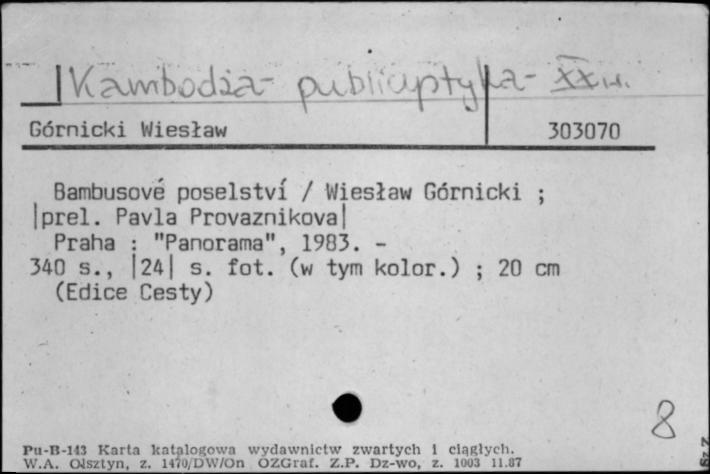 Kambodża - publicystyka - XX w.
Górnicki Wiesław 303070
Bambusové poselství / Wiesław Górnicki ;
|prel. Pavla Provaznikova|
Praha : "Panorama", 1983. -
340 s., |24| s. fot. (w tym kolor.) ; 20 cm
(Edice Cesty)
8
Pu-B-143 Karta katalogowa wydawnictw zwartych i ciągłych.
W.A. Olsztyn, z. 1470/DW/On OZGraf. Z.P. Dz-wo, z. 1003 11.87